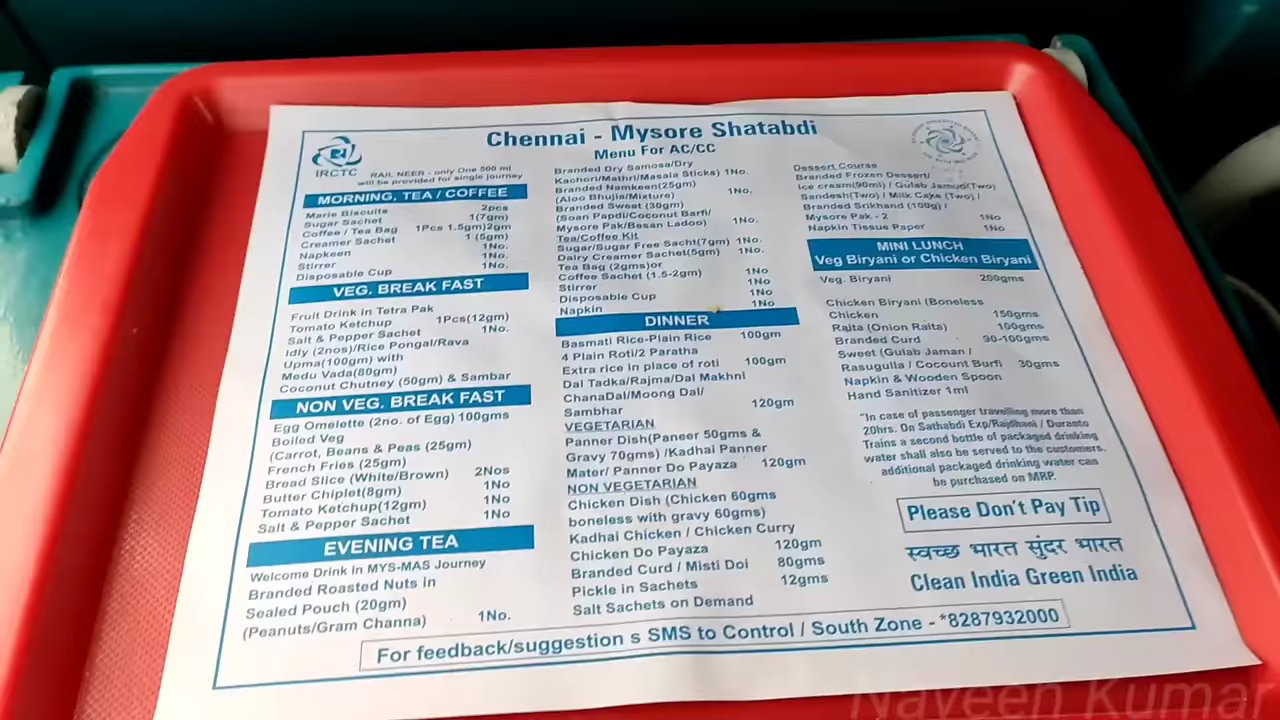 Chennai - Mysore Shatabdi
Menu For AC/CC
IRCTC
RAIL NEER - only One 500 ml
will be provided for single journey
MORNING, TEA / COFFEE
Marie Biscuits 2pcs
Sugar Sachet 1(7gm)
Coffee / Tea Bag 1Pcs 1.5gm)2gm
Creamer Sachet 1 (5gm)
Napkeen 1No.
Stirrer 1No.
Disposable Cup 1No.
VEG. BREAK FAST
Fruit Drink in Tetra Pak
Tomato Ketchup 1Pcs(12gm)
Salt & Pepper Sachet 1No.
Idly (2nos)/Rice Pongal/Rava
Upma(100gm) with
Medu Vada(80gm)
Coconut Chutney (50gm) & Sambar
NON VEG. BREAK FAST
Egg Omelette (2no. of Egg) 100gms
Boiled Veg
(Carrot, Beans & Peas (25gm)
French Fries (25gm)
Bread Slice (White/Brown) 2Nos
Butter Chiplet(8gm) 1No
Tomato Ketchup(12gm) 1No
Salt & Pepper Sachet 1No
EVENING TEA
Welcome Drink in MYS-MAS Journey
Branded Roasted Nuts in
Sealed Pouch (20gm)
(Peanuts/Gram Channa) 1No.
Branded Dry Samosa/Dry
Kachori/Mathri/Masala Sticks) 1No.
Branded Namkeen(25gm)
(Aloo Bhujia/Mixture) 1No.
Branded Sweet (30gm)
(Soan Papdi/Coconut Barfi/
Mysore Pak/Besan Ladoo) 1No.
Tea/Coffee Kit
Sugar/Sugar Free Sacht(7gm) 1No.
Dairy Creamer Sachet(5gm) 1No.
Tea Bag (2gms)or
Coffee Sachet (1.5-2gm) 1No
Stirrer 1No
Disposable Cup 1No
Napkin 1No
DINNER
Basmati Rice-Plain Rice 100gm
4 Plain Roti/2 Paratha
Extra rice in place of roti 100gm
Dal Tadka/Rajma/Dal Makhni
ChanaDal/Moong Dal/
Sambhar 120gm
VEGETARIAN
Panner Dish(Paneer 50gms &
Gravy 70gms) /Kadhai Panner
Mater/ Panner Do Payaza 120gm
NON VEGETARIAN
Chicken Dish (Chicken 60gms
boneless with gravy 60gms)
Kadhai Chicken / Chicken Curry
Chicken Do Payaza 120gm
Branded Curd / Misti Doi 80gms
Pickle in Sachets 12gms
Salt Sachets on Demand
Dessert Course
Branded Frozen Dessert/
Ice cream(90ml) / Gulab Jamud(Two)
Sandesh(Two) / Milk Cake (Two) /
Branded Srikhand (100g) /
Mysore Pak - 2 1No
Napkin Tissue Paper 1No
MINI LUNCH
Veg Biryani or Chicken Biryani
Veg. Biryani 200gms
Chicken Biryani (Boneless
Chicken 150gms
Raita (Onion Raita) 100gms
Branded Curd 90-100gms
Sweet (Gulab Jaman /
Rasugulla / Cocount Burfi 30gms
Napkin & Wooden Spoon
Hand Sanitizer 1ml
"In case of passenger travelling more than
20hrs. On Sathabdi Exp/Rajdhani / Duranto
Trains a second bottle of packaged drinking
water shall also be served to the customers.
additional packaged drinking water can
be purchased on MRP.
Please Don't Pay Tip
स्वच्छ भारत सुंदर भारत
Clean India Green India
For feedback/suggestion s SMS to Control / South Zone - *8287932000
Naveen Kumar